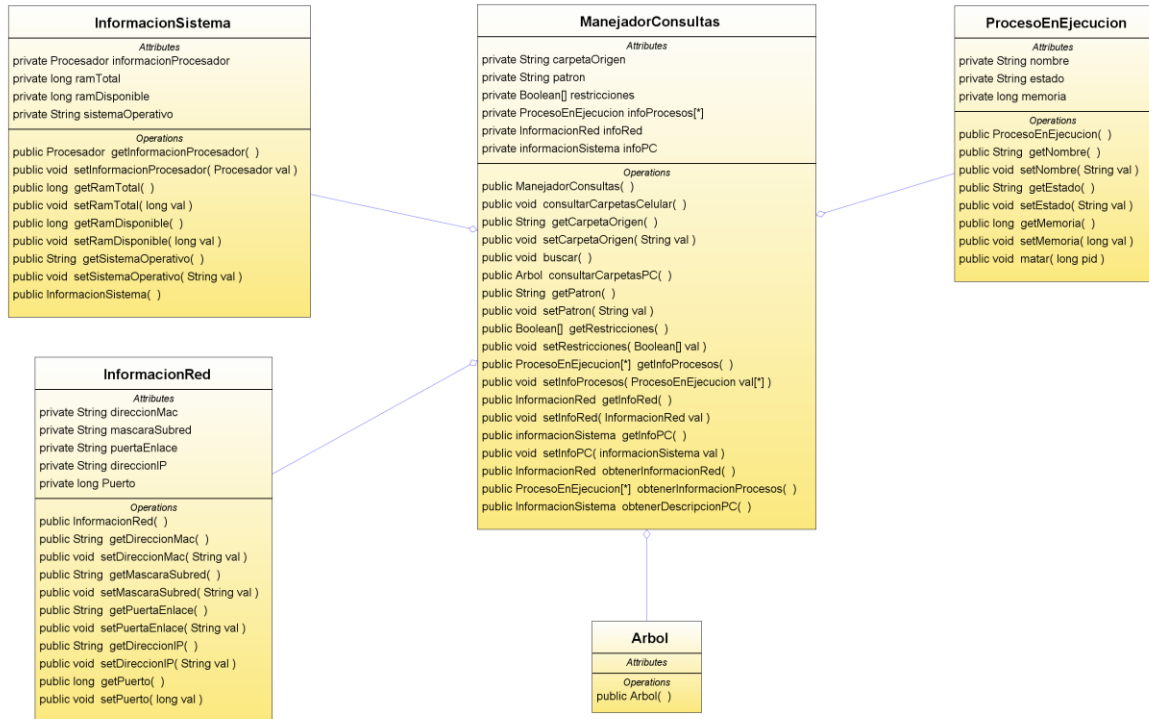 InformacionSistema
Attributes
private Procesador informacionProcesador
private long ramTotal
private long ramDisponible
private String sistemaOperativo
Operations
public Procesador getInformacionProcesador( )
public void setInformacionProcesador( Procesador val )
public long getRamTotal( )
public void setRamTotal( long val )
public long getRamDisponible( )
public void setRamDisponible( long val )
public String getSistemaOperativo( )
public void setSistemaOperativo( String val )
public InformacionSistema( )
ManejadorConsultas
Attributes
private String carpetaOrigen
private String patron
private Boolean[] restricciones
private ProcesoEnEjecucion infoProcesos[*]
private InformacionRed infoRed
private informacionSistema infoPC
Operations
public ManejadorConsultas( )
public void consultarCarpetasCelular( )
public String getCarpetaOrigen( )
public void setCarpetaOrigen( String val )
public void buscar( )
public Arbol consultarCarpetasPC( )
public String getPatron( )
public void setPatron( String val )
public Boolean[] getRestricciones( )
public void setRestricciones( Boolean[] val )
public ProcesoEnEjecucion[*] getInfoProcesos( )
public void setInfoProcesos( ProcesoEnEjecucion val[*] )
public InformacionRed getInfoRed( )
public void setInfoRed( InformacionRed val )
public informacionSistema getInfoPC( )
public void setInfoPC( informacionSistema val )
public InformacionRed obtenerInformacionRed( )
public ProcesoEnEjecucion[*] obtenerInformacionProcesos( )
public InformacionSistema obtenerDescripcionPC( )
ProcesoEnEjecucion
Attributes
private String nombre
private String estado
private long memoria
Operations
public ProcesoEnEjecucion( )
public String getNombre( )
public void setNombre( String val )
public String getEstado( )
public void setEstado( String val )
public long getMemoria( )
public void setMemoria( long val )
public void matar( long pid )
InformacionRed
Attributes
private String direccionMac
private String mascaraSubred
private String puertaEnlace
private String direccionIP
private long Puerto
Operations
public InformacionRed( )
public String getDireccionMac( )
public void setDireccionMac( String val )
public String getMascaraSubred( )
public void setMascaraSubred( String val )
public String getPuertaEnlace( )
public void setPuertaEnlace( String val )
public String getDireccionIP( )
public void setDireccionIP( String val )
public long getPuerto( )
public void setPuerto( long val )
Arbol
Attributes
Operations
public Arbol( )